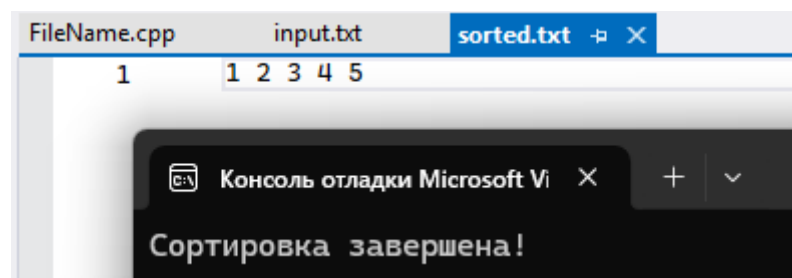 FileName.cpp input.txt sorted.txt
1 1 2 3 4 5
Консоль отладки Microsoft Vi
Сортировка завершена!